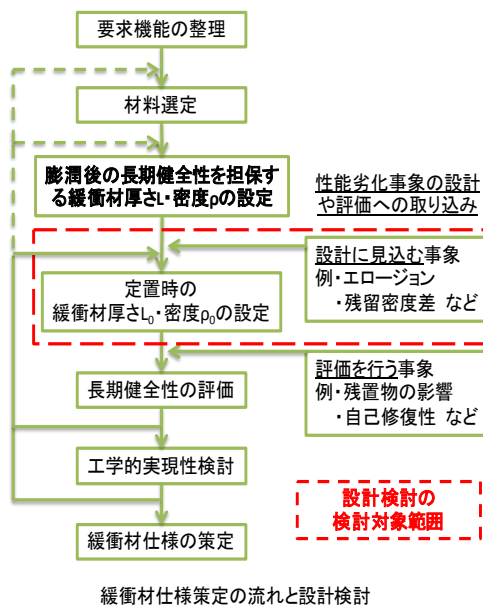 要求機能の整理
材料選定
膨潤後の長期健全性を担保す
る緩衝材厚さL・密度ρの設定
性能劣化事象の設計
や評価への取り込み
設計に見込む事象
例・エロージョン
・残留密度差 など
定置時の
緩衝材厚さL₀・密度ρ₀の設定
評価を行う事象
例・残置物の影響
・自己修復性 など
長期健全性の評価
工学的実現性検討
設計検討の
検討対象範囲
緩衝材仕様の策定
緩衝材仕様策定の流れと設計検討